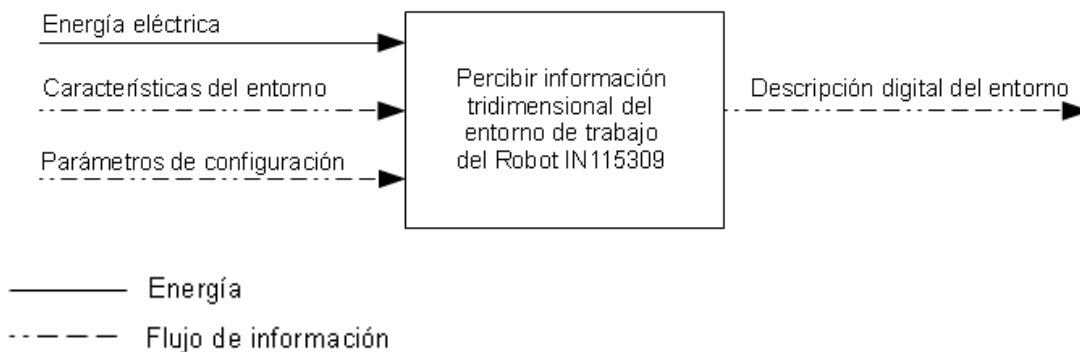 Energía eléctrica
Características del entorno
Parámetros de configuración
Percibir información
tridimensional del
entorno de trabajo
del Robot IN115309
Descripción digital del entorno
Energía
Flujo de información